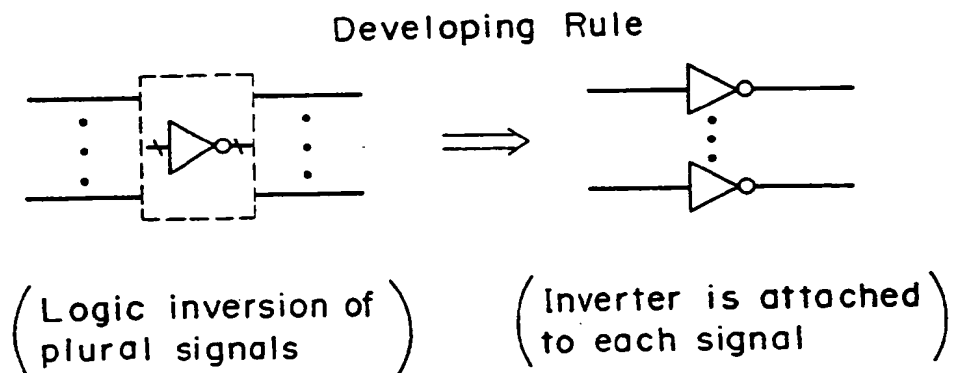 Developing Rule
Logic inversion of
plural signals
Inverter is attached
to each signal